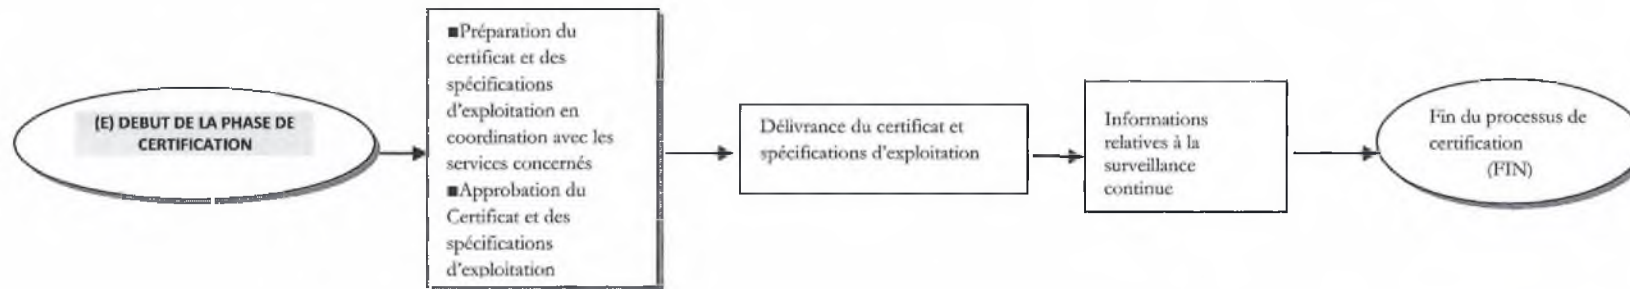 (E) DEBUT DE LA PHASE DE
CERTIFICATION
■Préparation du
certificat et des
spécifications
d'exploitation en
coordination avec les
services concernés
■Approbation du
Certificat et des
spécifications
d'exploitation
Délivrance du certificat et
spécifications d'exploitation
Informations
relatives à la
surveillance
continue
Fin du processus de
certification
(FIN)